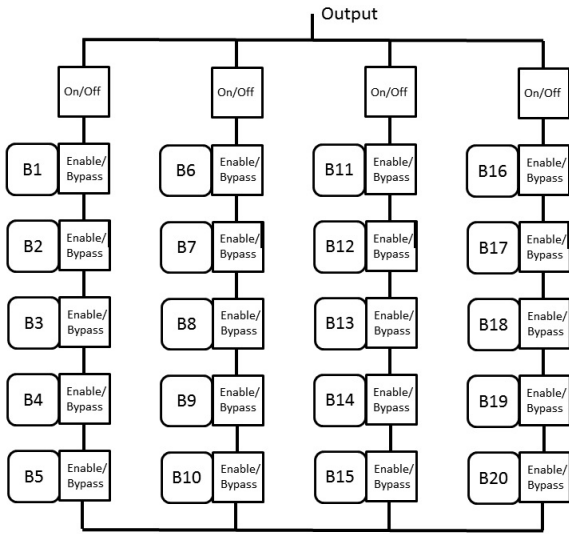 Output
On/Off On/Off On/Off On/Off
B1 Enable/ B6 Enable/ B11 Enable/ B16 Enable/
Bypass Bypass Bypass Bypass
B2 Enable/ B7 Enable/ B12 Enable/ B17 Enable/
Bypass Bypass Bypass Bypass
B3 Enable/ B8 Enable/ B13 Enable/ B18 Enable/
Bypass Bypass Bypass Bypass
B4 Enable/ B9 Enable/ B14 Enable/ B19 Enable/
Bypass Bypass Bypass Bypass
B5 Enable/ B10 Enable/ B15 Enable/ B20 Enable/
Bypass Bypass Bypass Bypass